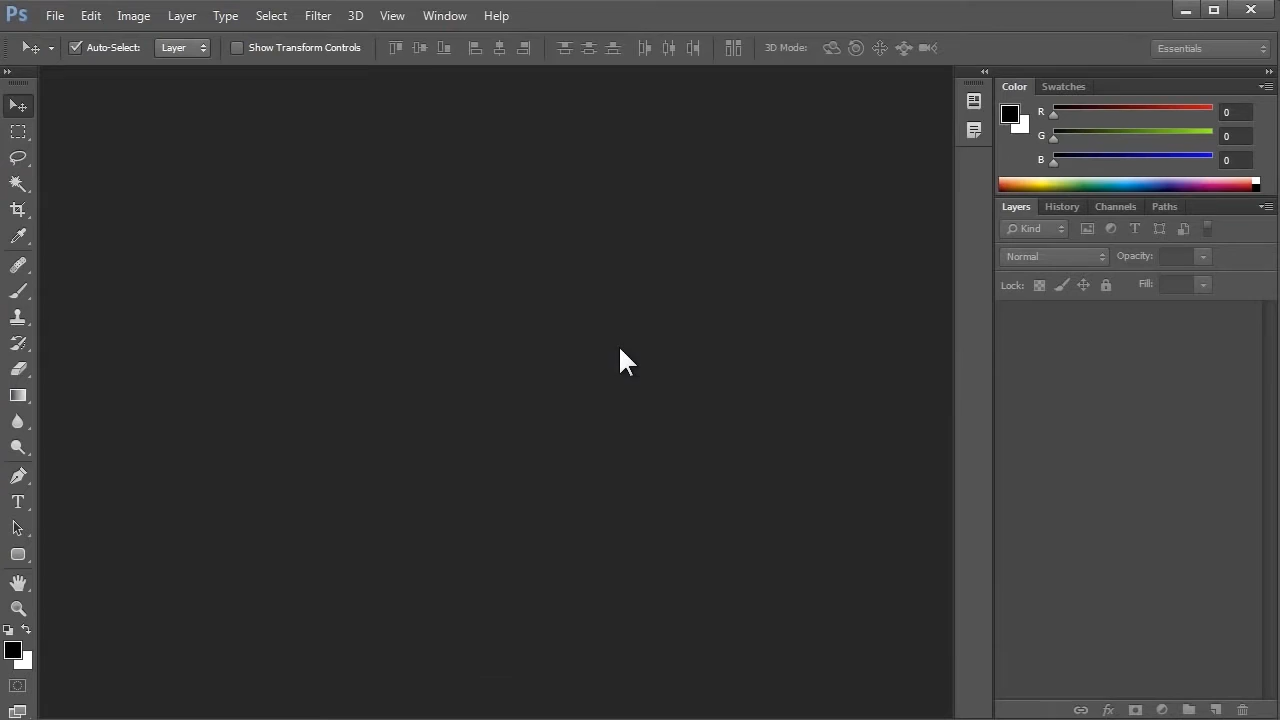 Ps File Edit Image Layer Type Select Filter 3D View Window Help
Auto-Select: Layer Show Transform Controls 3D Mode: Essentials
Color Swatches
R 0
G 0
B 0
Layers History Channels Paths
Kind T
Normal Opacity:
Lock: Fill:
T
fx